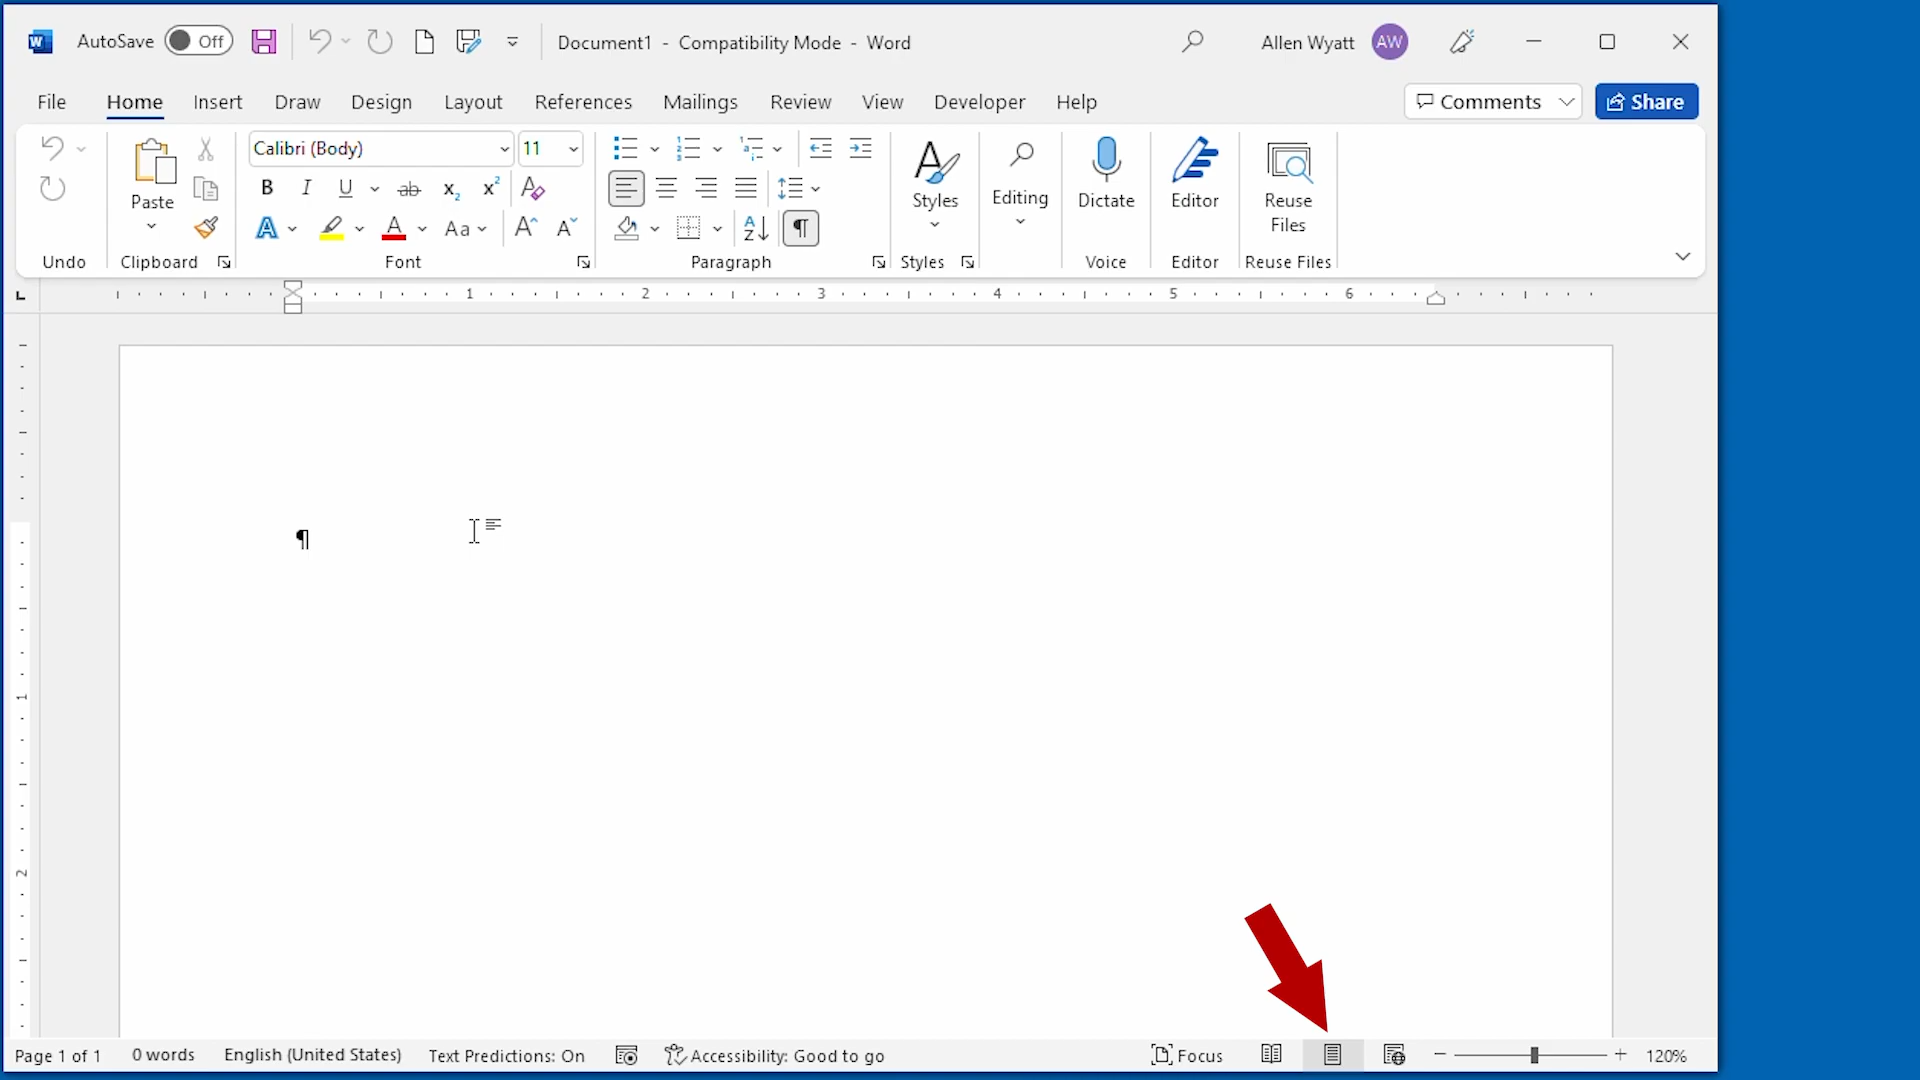 AutoSave Off Document1 - Compatibility Mode - Word Allen Wyatt AW
File Home Insert Draw Design Layout References Mailings Review View Developer Help Comments Share
Calibri (Body) 11
Paste
Styles
Editing
Dictate
Editor
Reuse
Files
Undo Clipboard Font Paragraph Styles Voice Editor Reuse Files
1 2 3 4 5 6
¶
1
2
Page 1 of 1 0 words English (United States) Text Predictions: On Accessibility: Good to go Focus 120%